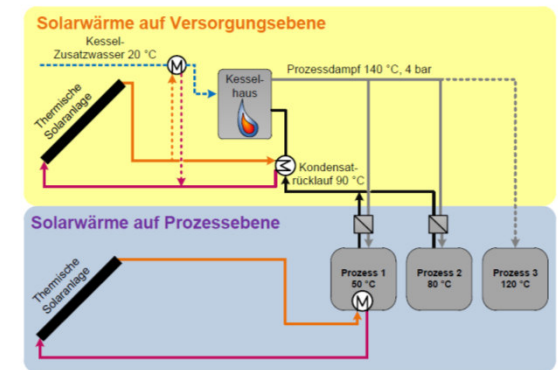 Solarwärme auf Versorgungsebene
Kessel-
Zusatzwasser 20 °C
Kessel-
haus
Prozessdampf 140 °C, 4 bar
Thermische
Solaranlage
Kondensat-
rücklauf 90 °C
Solarwärme auf Prozessebene
Thermische
Solaranlage
Prozess 1
50 °C
Prozess 2
80 °C
Prozess 3
120 °C